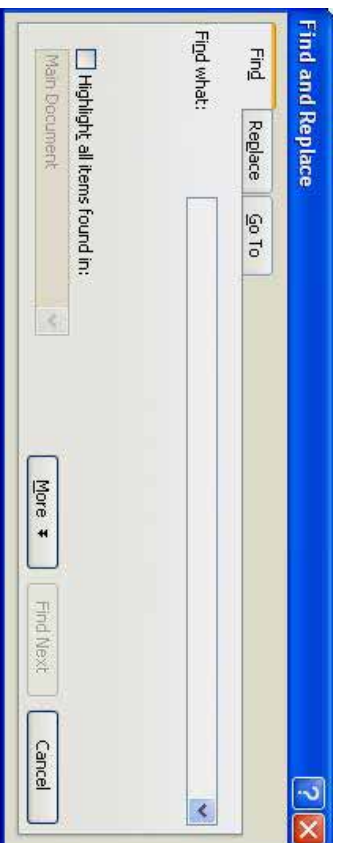 Find and Replace
Find Replace Go To
Find what:
Highlight all items found in:
Main Document
More Find Next Cancel